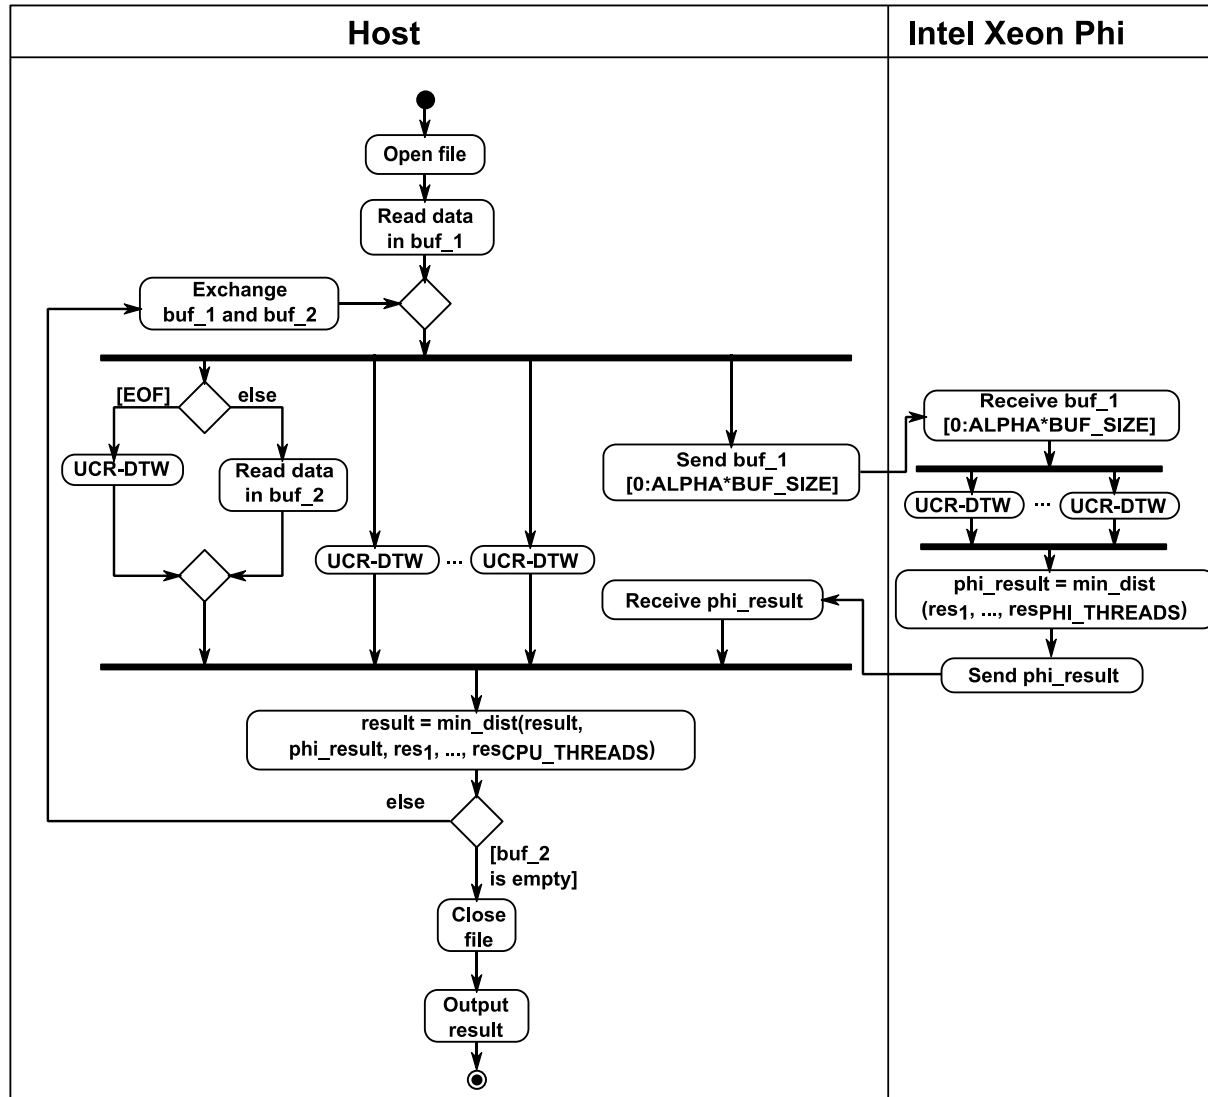 Host
Intel Xeon Phi
Open file
Read data
in buf_1
Exchange
buf_1 and buf_2
[EOF]
else
UCR-DTW
Read data
in buf_2
UCR-DTW
...
UCR-DTW
Send buf_1
[0:ALPHA*BUF_SIZE]
Receive buf_1
[0:ALPHA*BUF_SIZE]
UCR-DTW
...
UCR-DTW
phi_result = min_dist
(res1, ..., resPHI_THREADS)
Send phi_result
Receive phi_result
result = min_dist(result,
phi_result, res1, ..., resCPU_THREADS)
else
[buf_2
is empty]
Close
file
Output
result